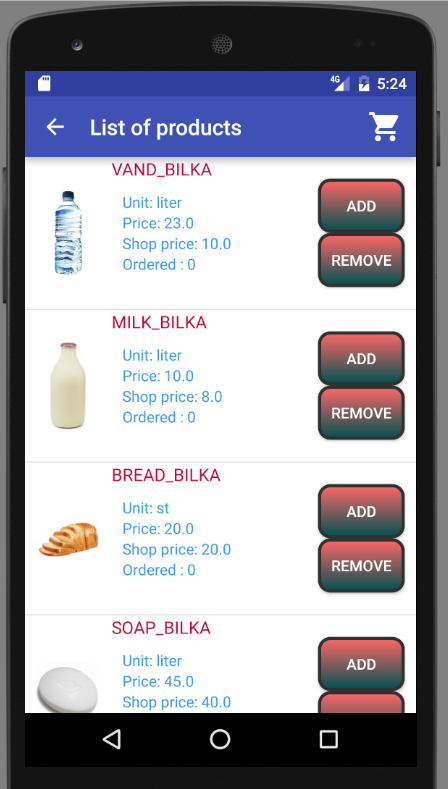 4G 5:24
List of products
VAND_BILKA
Unit: liter
Price: 23.0
Shop price: 10.0
Ordered : 0
ADD
REMOVE
MILK_BILKA
Unit: liter
Price: 10.0
Shop price: 8.0
Ordered : 0
ADD
REMOVE
BREAD_BILKA
Unit: st
Price: 20.0
Shop price: 20.0
Ordered : 0
ADD
REMOVE
SOAP_BILKA
Unit: liter
Price: 45.0
Shop price: 40.0
ADD